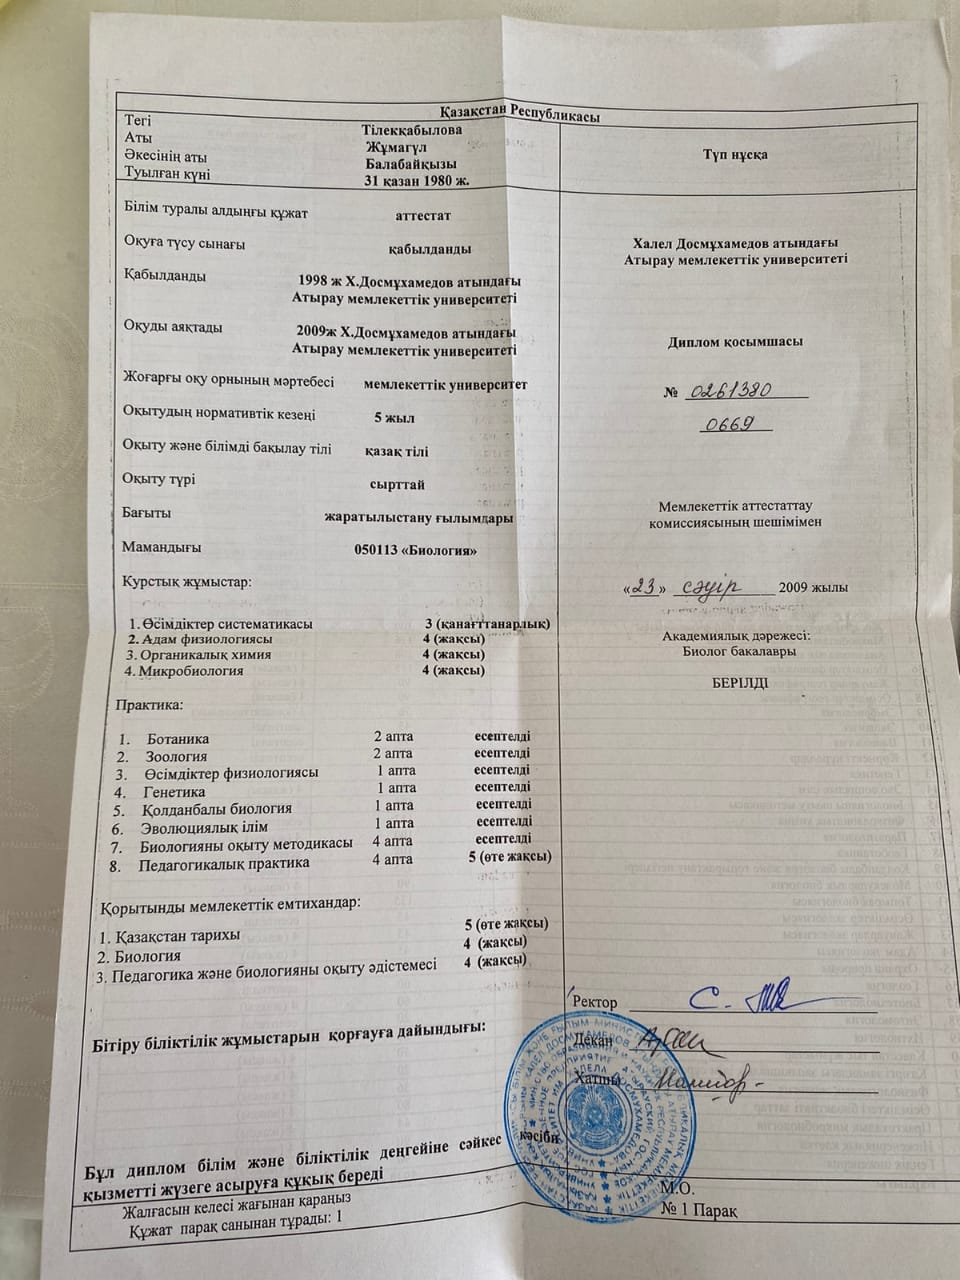 Қазақстан Республикасы
Тегі Тілекқабылова
Аты Жұмагүл
Әкесінің аты Балабайқызы
Туылған күні 31 қазан 1980 ж.
Білім туралы алдыңғы құжат аттестат
Оқуға түсу сынағы қабылданды
Қабылданды 1998 ж Х.Досмұхамедов атындағы
Атырау мемлекеттік университеті
Оқуды аяқтады 2009ж Х.Досмұхамедов атындағы
Атырау мемлекеттік университеті
Жоғарғы оқу орнының мәртебесі мемлекеттік университет
Оқытудың нормативтік кезеңі 5 жыл
Оқыту және білімді бақылау тілі қазақ тілі
Оқыту түрі сырттай
Бағыты жаратылыстану ғылымдары
Мамандығы 050113 «Биология»
Курстық жұмыстар:
1. Өсімдіктер систематикасы 3 (қанағттанарлық)
2. Адам физиологиясы 4 (жақсы)
3. Органикалық химия 4 (жақсы)
4. Микробиология 4 (жақсы)
Практика:
1. Ботаника 2 апта есептелді
2. Зоология 2 апта есептелді
3. Өсімдіктер физиологиясы 1 апта есептелді
4. Генетика 1 апта есептелді
5. Қолданбалы биология 1 апта есептелді
6. Эволюциялық ілім 1 апта есептелді
7. Биологияны оқыту методикасы 4 апта есептелді
8. Педагогикалық практика 4 апта 5 (өте жақсы)
Қорытынды мемлекеттік емтихандар:
1. Қазақстан тарихы 5 (өте жақсы)
2. Биология 4 (жақсы)
3. Педагогика және биологияны оқыту әдістемесі 4 (жақсы)
Бітіру біліктілік жұмыстарын қорғауға дайындығы:
Бұл диплом білім және біліктілік деңгейіне сәйкес кәсіби
қызметті жүзеге асыруға құқық береді
Жалғасын келесі жағынан қараңыз
Құжат парақ санынан тұрады: 1
Түп нұсқа
Халел Досмұхамедов атындағы
Атырау мемлекеттік университеті
Диплом қосымшасы
№ 0261380
0669
Мемлекеттік аттестаттау
комиссиясының шешімімен
«23» сәуір 2009 жылы
Академиялық дәрежесі:
Биолог бакалавры
БЕРІЛДІ
Ректор
Декан
Хатшы
М.О.
№ 1 Парақ